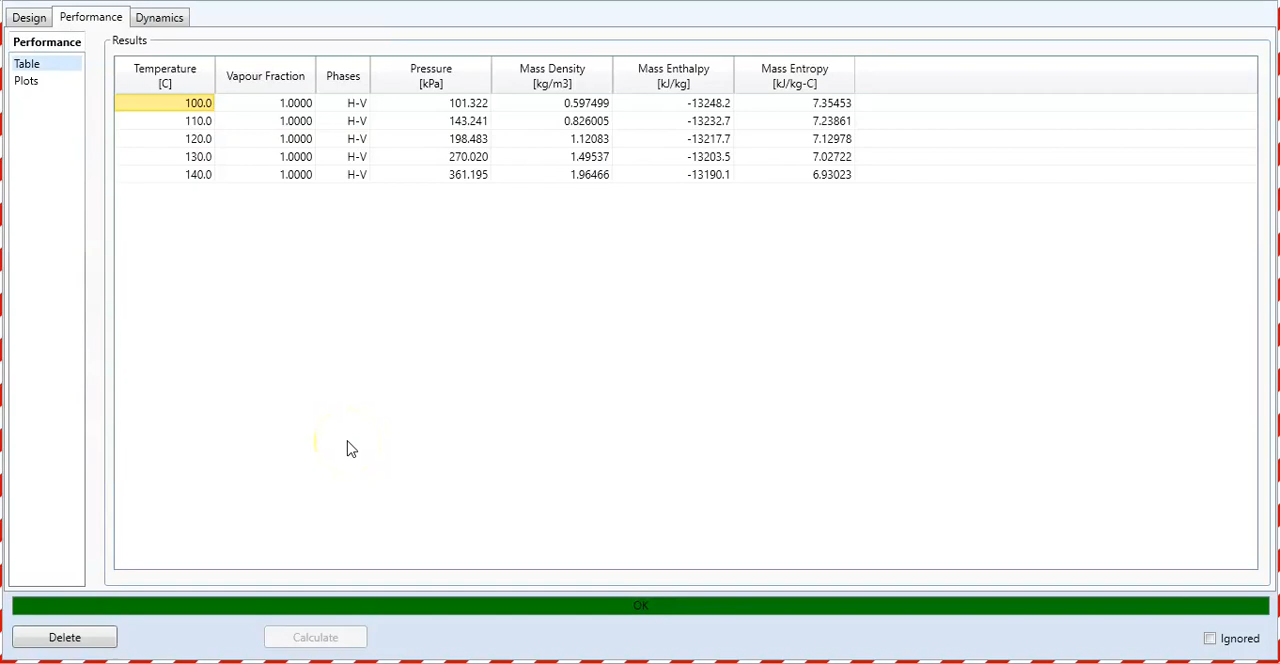 Design Performance Dynamics
Performance
Table
Plots
Results
Temperature [C] Vapour Fraction Phases Pressure [kPa] Mass Density [kg/m3] Mass Enthalpy [kJ/kg] Mass Entropy [kJ/kg-C]
100.0 1.0000 H-V 101.322 0.597499 -13248.2 7.35453
110.0 1.0000 H-V 143.241 0.826005 -13232.7 7.23861
120.0 1.0000 H-V 198.483 1.12083 -13217.7 7.12978
130.0 1.0000 H-V 270.020 1.49537 -13203.5 7.02722
140.0 1.0000 H-V 361.195 1.96466 -13190.1 6.93023
OK
Delete Calculate Ignored